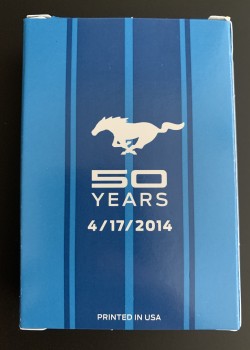 50
YEARS
4/17/2014
PRINTED IN USA